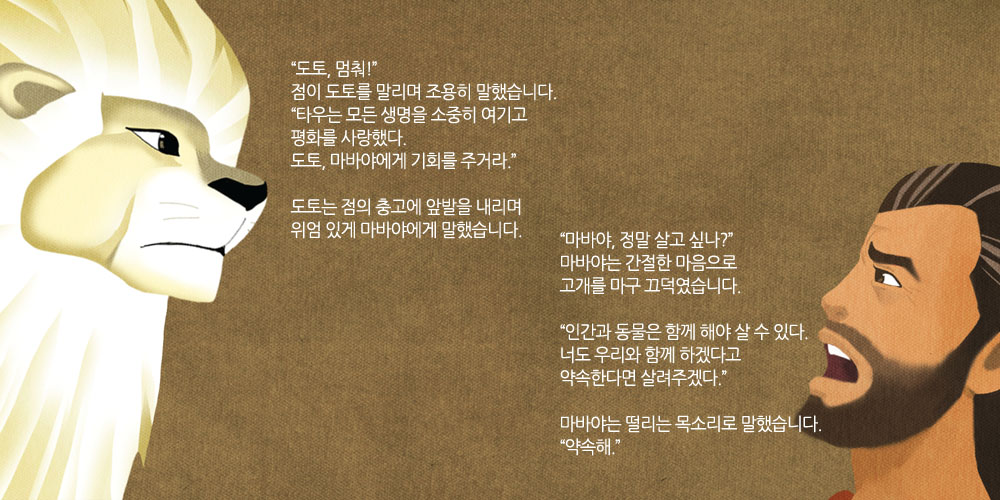 “도토, 멈춰!”
점이 도토를 말리며 조용히 말했습니다.
“타우는 모든 생명을 소중히 여기고
평화를 사랑했다.
도토, 마바야에게 기회를 주거라.”
도토는 점의 충고에 앞발을 내리며
위엄 있게 마바야에게 말했습니다.
“마바야, 정말 살고 싶나?”
마바야는 간절한 마음으로
고개를 마구 끄덕였습니다.
“인간과 동물은 함께 해야 살 수 있다.
너도 우리와 함께 하겠다고
약속한다면 살려주겠다.”
마바야는 떨리는 목소리로 말했습니다.
“약속해.”